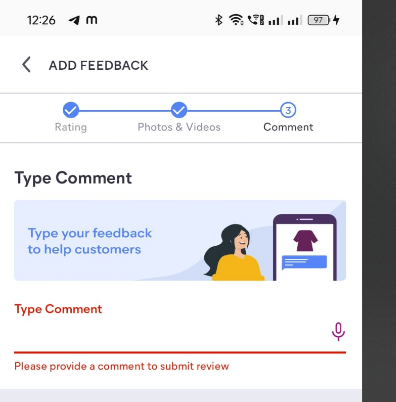 12:26
97
ADD FEEDBACK
3
Rating
Photos & Videos
Comment
Type Comment
Type your feedback
to help customers
Type Comment
Please provide a comment to submit review